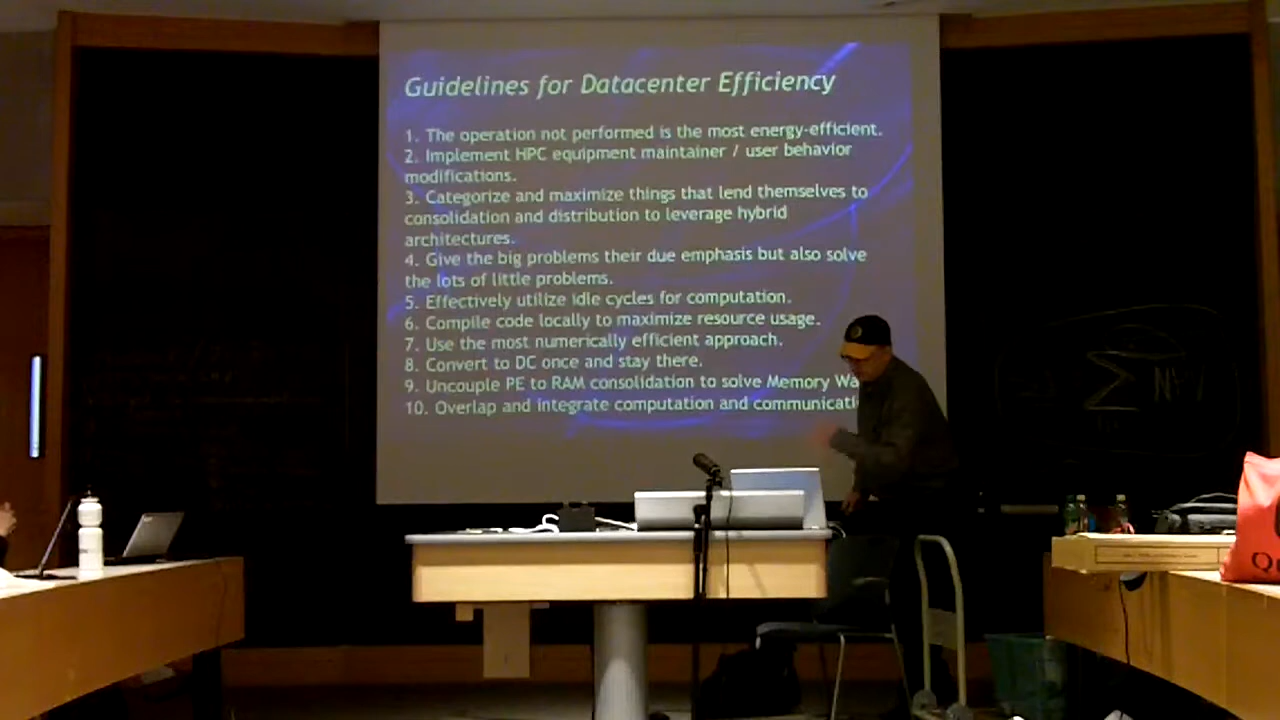 Guidelines for Datacenter Efficiency
1. The operation not performed is the most energy-efficient.
2. Implement HPC equipment maintainer / user behavior
modifications.
3. Categorize and maximize things that lend themselves to
consolidation and distribution to leverage hybrid
architectures.
4. Give the big problems their due emphasis but also solve
the lots of little problems.
5. Effectively utilize idle cycles for computation.
6. Compile code locally to maximize resource usage.
7. Use the most numerically efficient approach.
8. Convert to DC once and stay there.
9. Uncouple PE to RAM consolidation to solve Memory Wa
10. Overlap and integrate computation and communicati